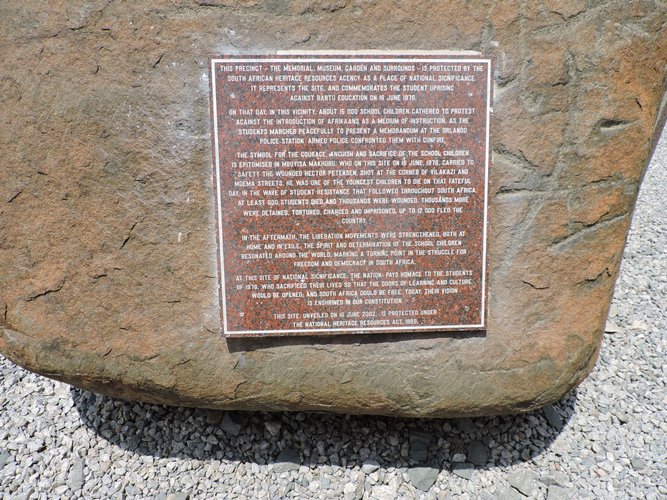 THIS PRECINCT - THE MEMORIAL, MUSEUM, GARDEN AND SURROUNDS - IS PROTECTED BY THE
SOUTH AFRICAN HERITAGE RESOURCES AGENCY AS A PLACE OF NATIONAL SIGNIFICANCE.
IT REPRESENTS THE SITE, AND COMMEMORATES THE STUDENT UPRISING
AGAINST BANTU EDUCATION ON 16 JUNE 1976.
ON THAT DAY, IN THIS VICINITY, ABOUT 15 000 SCHOOL CHILDREN GATHERED TO PROTEST
AGAINST THE INTRODUCTION OF AFRIKAANS AS A MEDIUM OF INSTRUCTION. AS THE
STUDENTS MARCHED PEACEFULLY TO PRESENT A MEMORANDUM AT THE ORLANDO
POLICE STATION, ARMED POLICE CONFRONTED THEM WITH GUNFIRE.
THE SYMBOL FOR THE COURAGE, ANGUISH AND SACRIFICE OF THE SCHOOL CHILDREN
IS EPITOMISED IN MBUYISA MAKHUBU, WHO ON THIS SITE ON 16 JUNE, 1976, CARRIED TO
SAFETY THE WOUNDED HECTOR PETERSEN, SHOT AT THE CORNER OF VILAKAZI AND
MOEMA STREETS. HE WAS ONE OF THE YOUNGEST CHILDREN TO DIE ON THAT FATEFUL
DAY. IN THE WAVE OF STUDENT RESISTANCE THAT FOLLOWED THROUGHOUT SOUTH AFRICA,
AT LEAST 600 STUDENTS DIED, AND THOUSANDS WERE WOUNDED. THOUSANDS MORE
WERE DETAINED, TORTURED, CHARGED AND IMPRISONED. UP TO 12 000 FLED THE
COUNTRY.
IN THE AFTERMATH, THE LIBERATION MOVEMENTS WERE STRENGTHENED, BOTH AT
HOME AND IN EXILE. THE SPIRIT AND DETERMINATION OF THE SCHOOL CHILDREN
RESONATED AROUND THE WORLD, MARKING A TURNING POINT IN THE STRUGGLE FOR
FREEDOM AND DEMOCRACY IN SOUTH AFRICA.
AS THIS SITE OF NATIONAL SIGNIFICANCE, THE NATION PAYS HOMAGE TO THE STUDENTS
OF 1976, WHO SACRIFICED THEIR LIVES SO THAT THE DOORS OF LEARNING AND CULTURE
WOULD BE OPENED, AND SOUTH AFRICA COULD BE FREE. TODAY, THEIR VISION
IS ENSHRINED IN OUR CONSTITUTION.
THIS SITE, UNVEILED ON 16 JUNE 2002, IS PROTECTED UNDER
THE NATIONAL HERITAGE RESOURCES ACT, 1999.